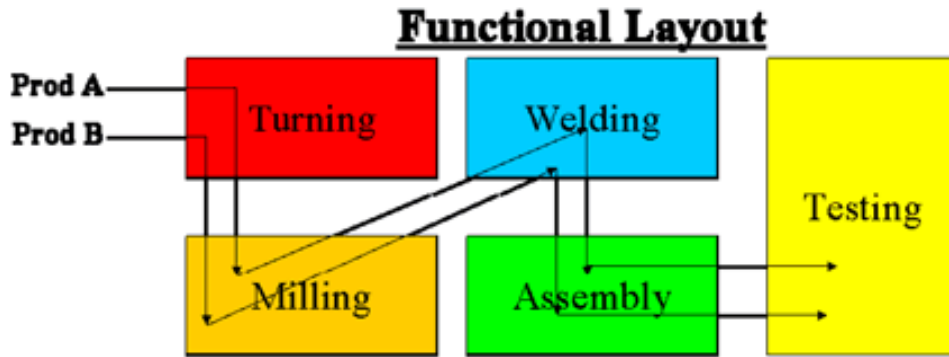 Functional Layout
Prod A
Turning
Welding
Prod B
Testing
Milling
Assembly